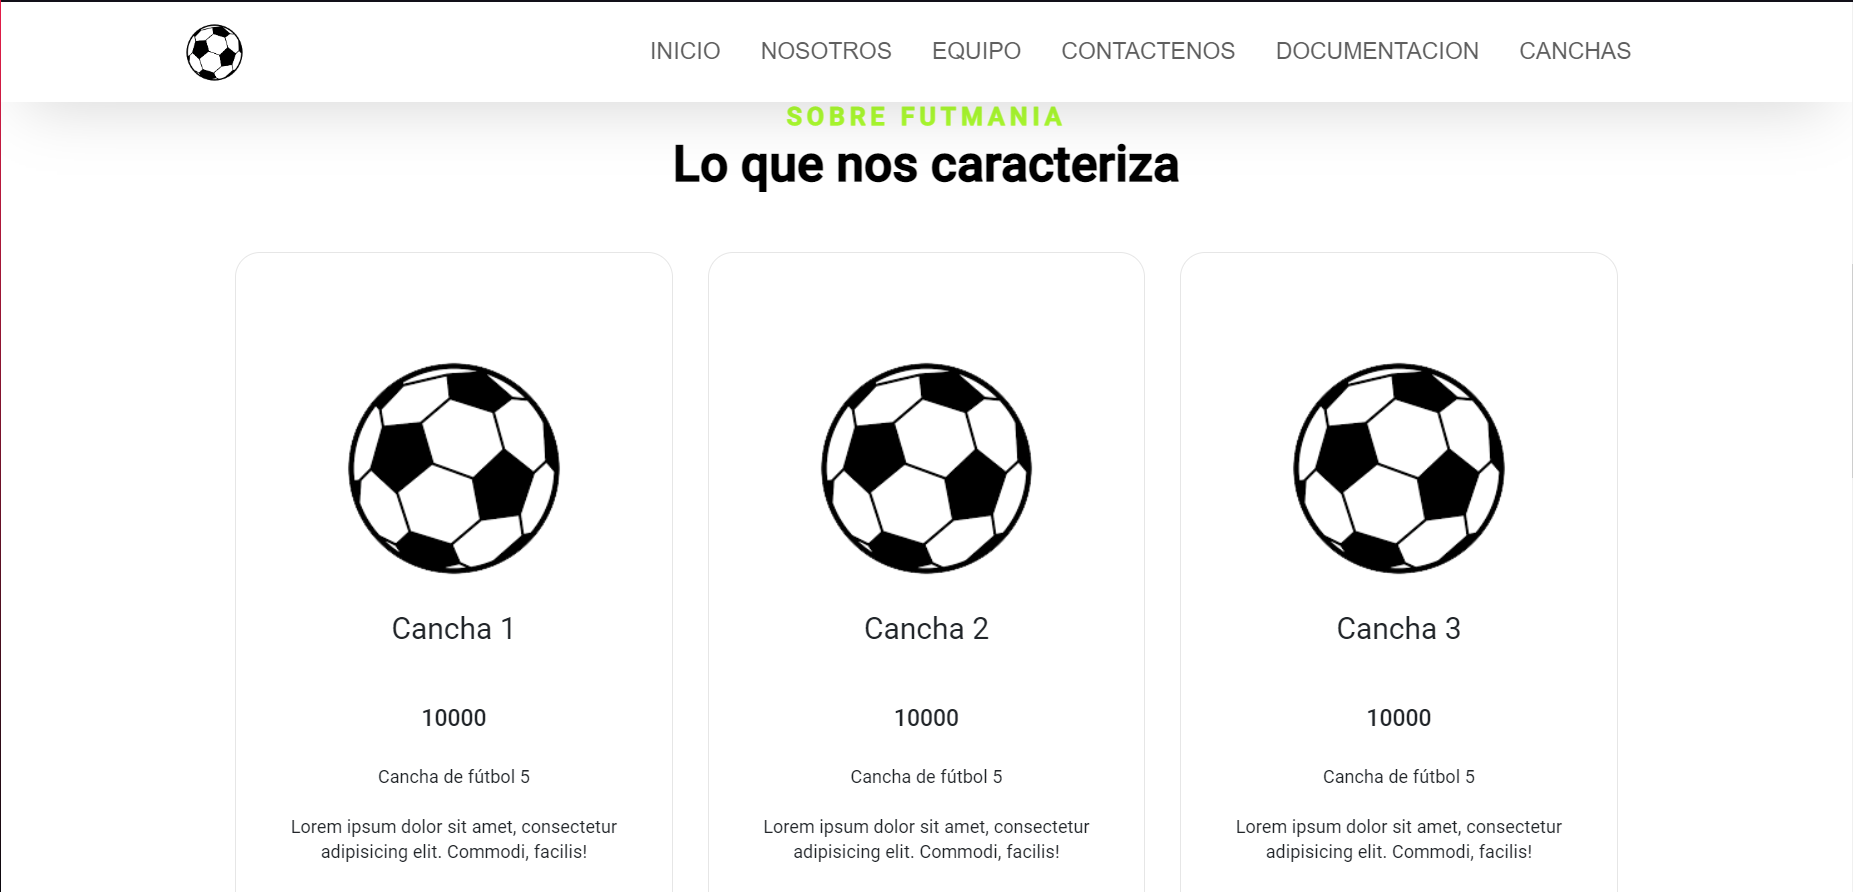 INICIO NOSOTROS EQUIPO CONTACTENOS DOCUMENTACION CANCHAS
SOBRE FUTMANIA
Lo que nos caracteriza
Cancha 1
10000
Cancha de fútbol 5
Lorem ipsum dolor sit amet, consectetur
adipisicing elit. Commodi, facilis!
Cancha 2
10000
Cancha de fútbol 5
Lorem ipsum dolor sit amet, consectetur
adipisicing elit. Commodi, facilis!
Cancha 3
10000
Cancha de fútbol 5
Lorem ipsum dolor sit amet, consectetur
adipisicing elit. Commodi, facilis!